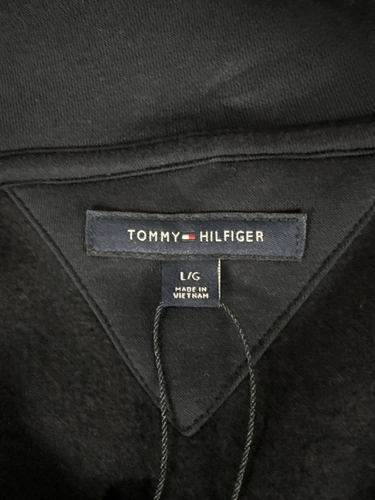 TOMMY HILFIGER
L/G
MADE IN
VIETNAM